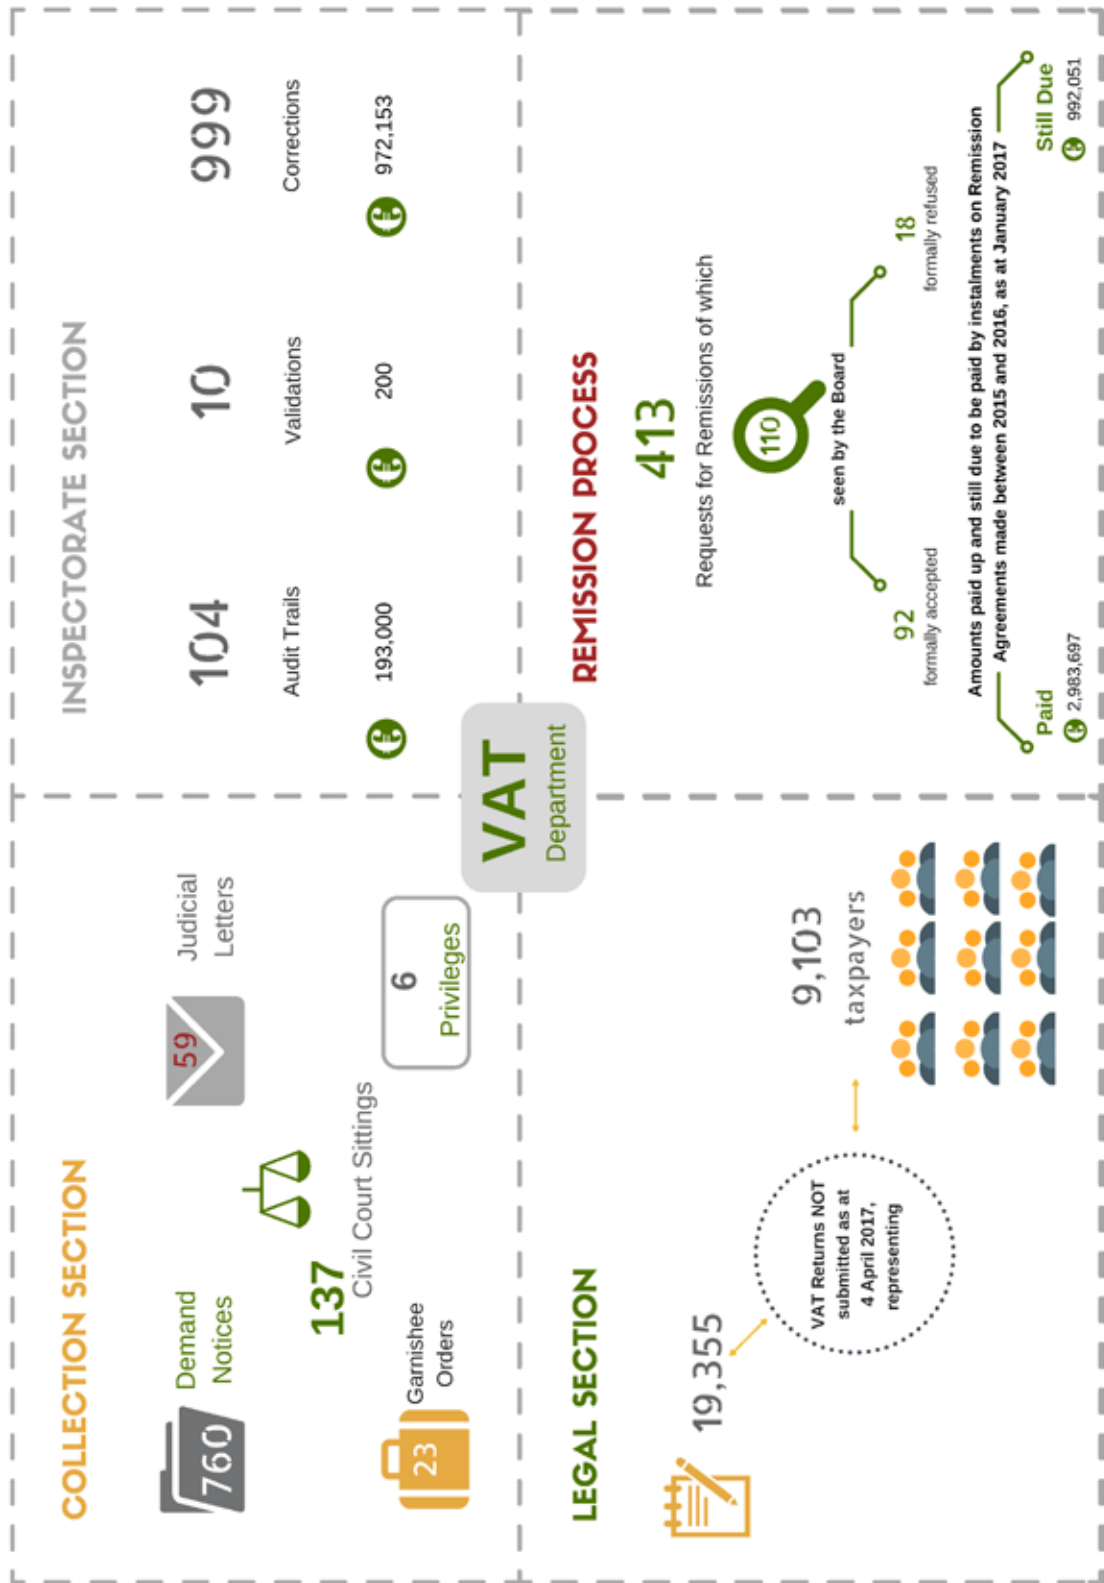 COLLECTION SECTION
760
Demand
Notices
59
Judicial
Letters
137
Civil Court Sittings
23
Garnishee
Orders
6
Privileges
INSPECTORATE SECTION
104
Audit Trails
€ 193,000
10
Validations
€ 200
999
Corrections
€ 972,153
VAT
Department
LEGAL SECTION
19,355
VAT Returns NOT
submitted as at
4 April 2017,
representing
9,103
taxpayers
REMISSION PROCESS
413
Requests for Remissions of which
110
seen by the Board
92
formally accepted
18
formally refused
Amounts paid up and still due to be paid by instalments on Remission
Agreements made between 2015 and 2016, as at January 2017
Paid
€ 2,983,697
Still Due
€ 992,051